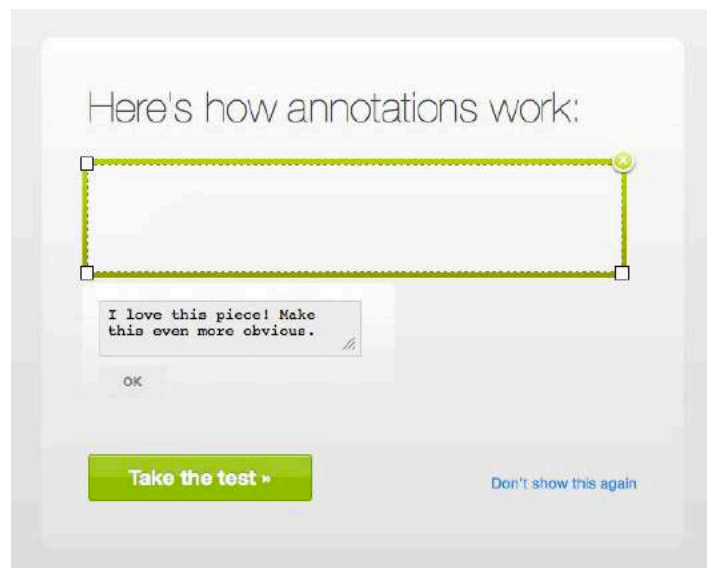 Here's how annotations work:
x
I love this piece! Make
this even more obvious.
OK
Take the test »
Don't show this again